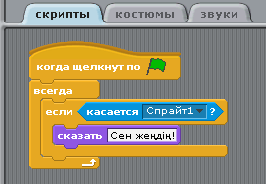 скрипты костюмы звуки
когда щелкнут по
всегда
если касается Спрайт1 ?
сказать Сен жеңдің!